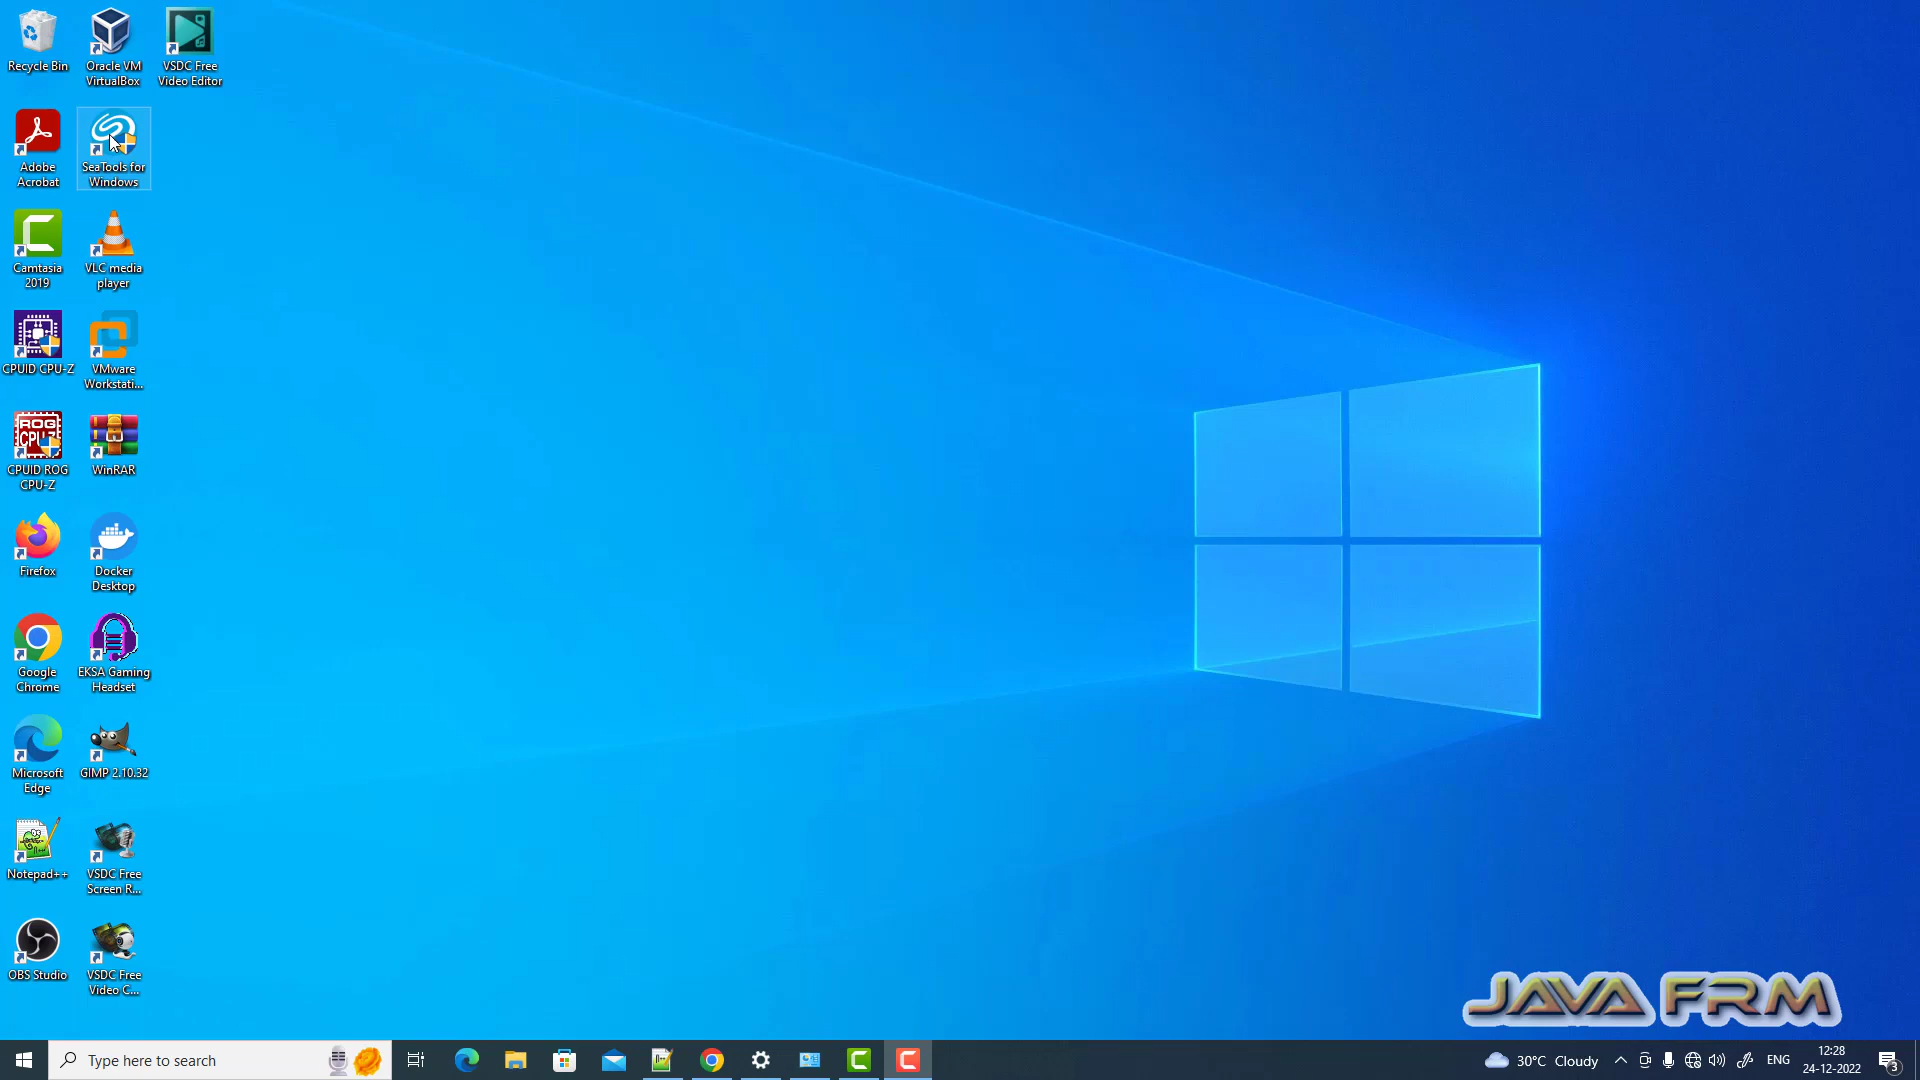 Recycle Bin
Oracle VM
VirtualBox
VSDC Free
Video Editor
Adobe
Acrobat
SeaTools for
Windows
Camtasia
2019
VLC media
player
CPUID CPU-Z
VMware
Workstati...
ROG
CPU-Z
CPUID ROG
CPU-Z
WinRAR
Firefox
Docker
Desktop
Google
Chrome
EKSA Gaming
Headset
Microsoft
Edge
GIMP 2.10.32
Notepad++
VSDC Free
Screen R...
OBS Studio
VSDC Free
Video C...
JAVA FRM
Type here to search
30°C Cloudy
ENG
12:28
24-12-2022
3